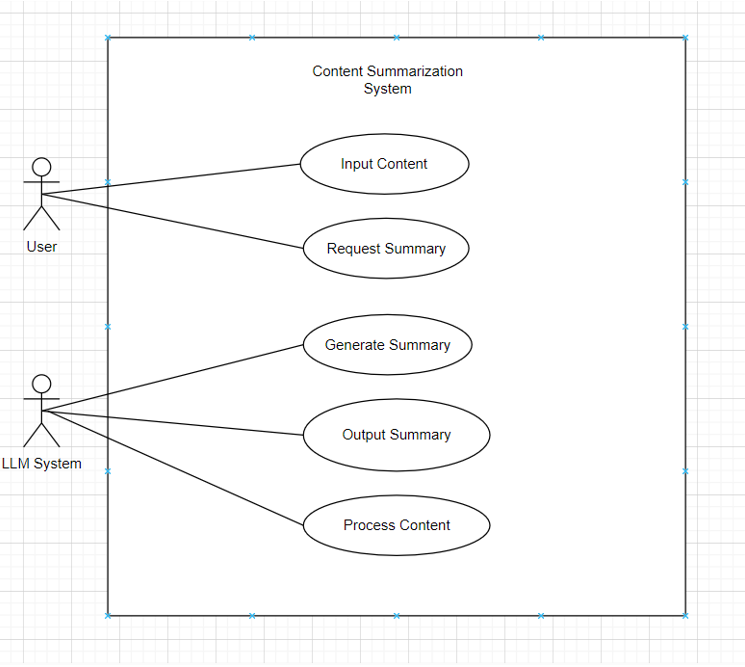 Content Summarization
System
Input Content
User
Request Summary
Generate Summary
LLM System
Output Summary
Process Content